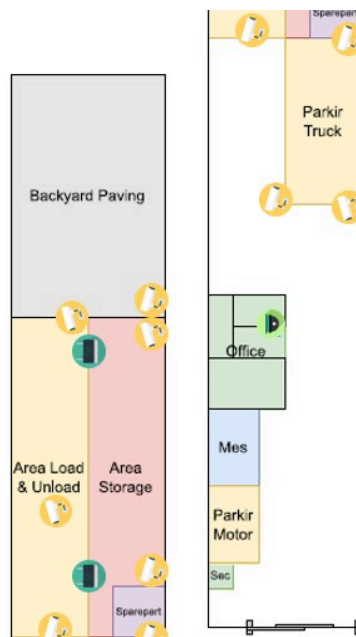 Sparepart
Parkir
Truck
Backyard Paving
Office
Area Load
& Unload
Area
Storage
Mes
Parkir
Motor
Sec
Sparepart